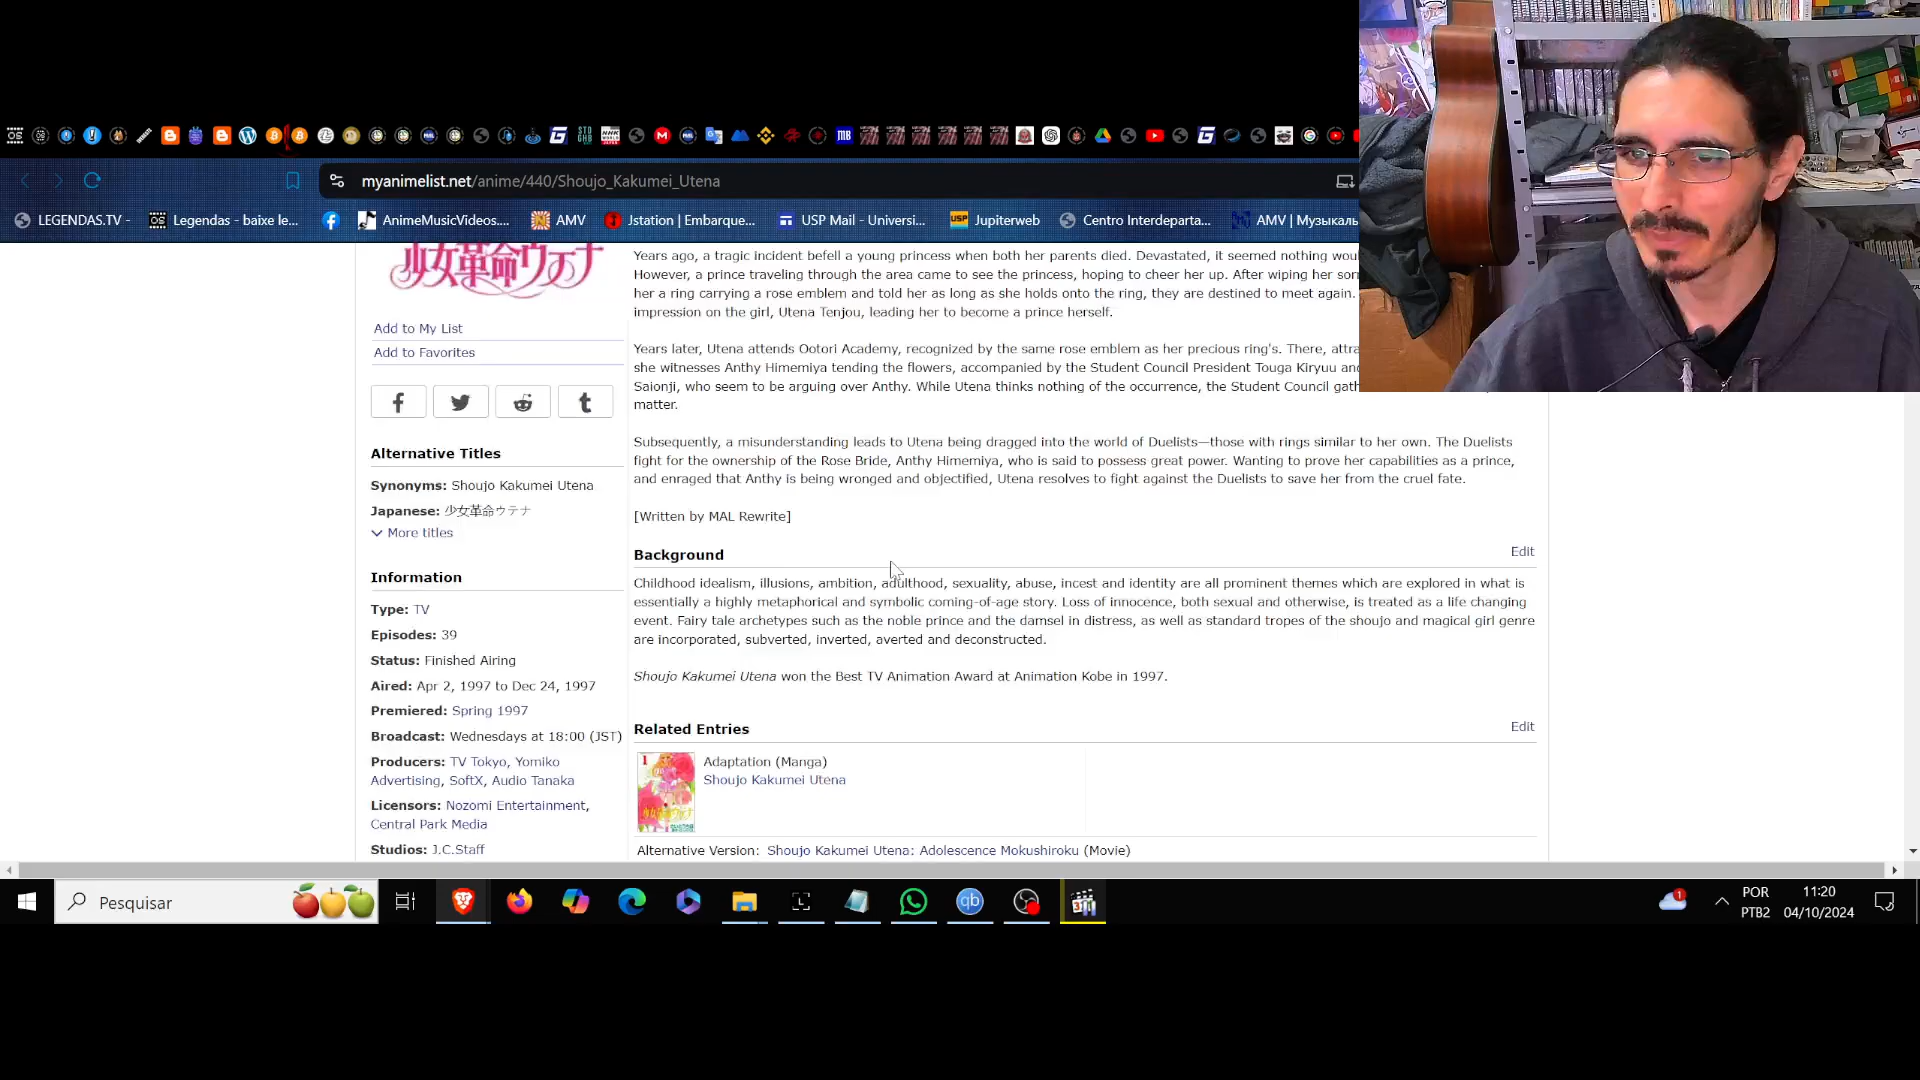 myanimelist.net/anime/440/Shoujo_Kakumei_Utena
LEGENDAS.TV -
Legendas - baixe le...
AnimeMusicVideos....
AMV
Jstation | Embarque...
USP Mail - Universi...
Jupiterweb
Centro Interdeparta...
AMV | Музыкаль
少女革命ウテナ
Add to My List
Add to Favorites
Alternative Titles
Synonyms: Shoujo Kakumei Utena
Japanese: 少女革命ウテナ
More titles
Information
Type: TV
Episodes: 39
Status: Finished Airing
Aired: Apr 2, 1997 to Dec 24, 1997
Premiered: Spring 1997
Broadcast: Wednesdays at 18:00 (JST)
Producers: TV Tokyo, Yomiko
Advertising, SoftX, Audio Tanaka
Licensors: Nozomi Entertainment,
Central Park Media
Studios: J.C.Staff
Years ago, a tragic incident befell a young princess when both her parents died. Devastated, it seemed nothing wou
However, a prince traveling through the area came to see the princess, hoping to cheer her up. After wiping her sor
her a ring carrying a rose emblem and told her as long as she holds onto the ring, they are destined to meet again.
impression on the girl, Utena Tenjou, leading her to become a prince herself.
Years later, Utena attends Ootori Academy, recognized by the same rose emblem as her precious ring's. There, attra
she witnesses Anthy Himemiya tending the flowers, accompanied by the Student Council President Touga Kiryuu and
Saionji, who seem to be arguing over Anthy. While Utena thinks nothing of the occurrence, the Student Council gath
matter.
Subsequently, a misunderstanding leads to Utena being dragged into the world of Duelists—those with rings similar to her own. The Duelists
fight for the ownership of the Rose Bride, Anthy Himemiya, who is said to possess great power. Wanting to prove her capabilities as a prince,
and enraged that Anthy is being wronged and objectified, Utena resolves to fight against the Duelists to save her from the cruel fate.
[Written by MAL Rewrite]
Background
Edit
Childhood idealism, illusions, ambition, adulthood, sexuality, abuse, incest and identity are all prominent themes which are explored in what is
essentially a highly metaphorical and symbolic coming-of-age story. Loss of innocence, both sexual and otherwise, is treated as a life changing
event. Fairy tale archetypes such as the noble prince and the damsel in distress, as well as standard tropes of the shoujo and magical girl genre
are incorporated, subverted, inverted, averted and deconstructed.
Shoujo Kakumei Utena won the Best TV Animation Award at Animation Kobe in 1997.
Related Entries
Edit
Adaptation (Manga)
Shoujo Kakumei Utena
Alternative Version: Shoujo Kakumei Utena: Adolescence Mokushiroku (Movie)
Pesquisar
POR
PTB2
11:20
04/10/2024